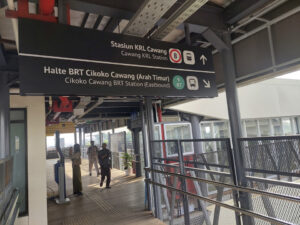 Stasiun KRL Cawang
Cawang KRL Station
Halte BRT Cikoko Cawang (Arah Timur)
Cikoko Cawang BRT Station (Eastbound)